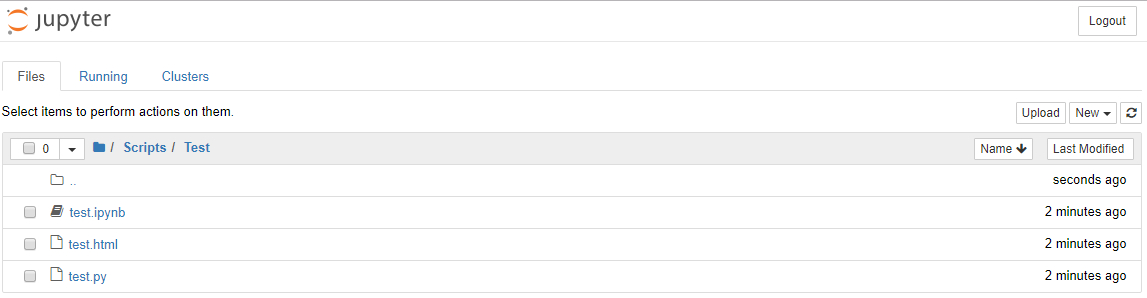 jupyter Logout
Files Running Clusters
Select items to perform actions on them. Upload New
0 / Scripts / Test Name Last Modified
.. seconds ago
test.ipynb 2 minutes ago
test.html 2 minutes ago
test.py 2 minutes ago